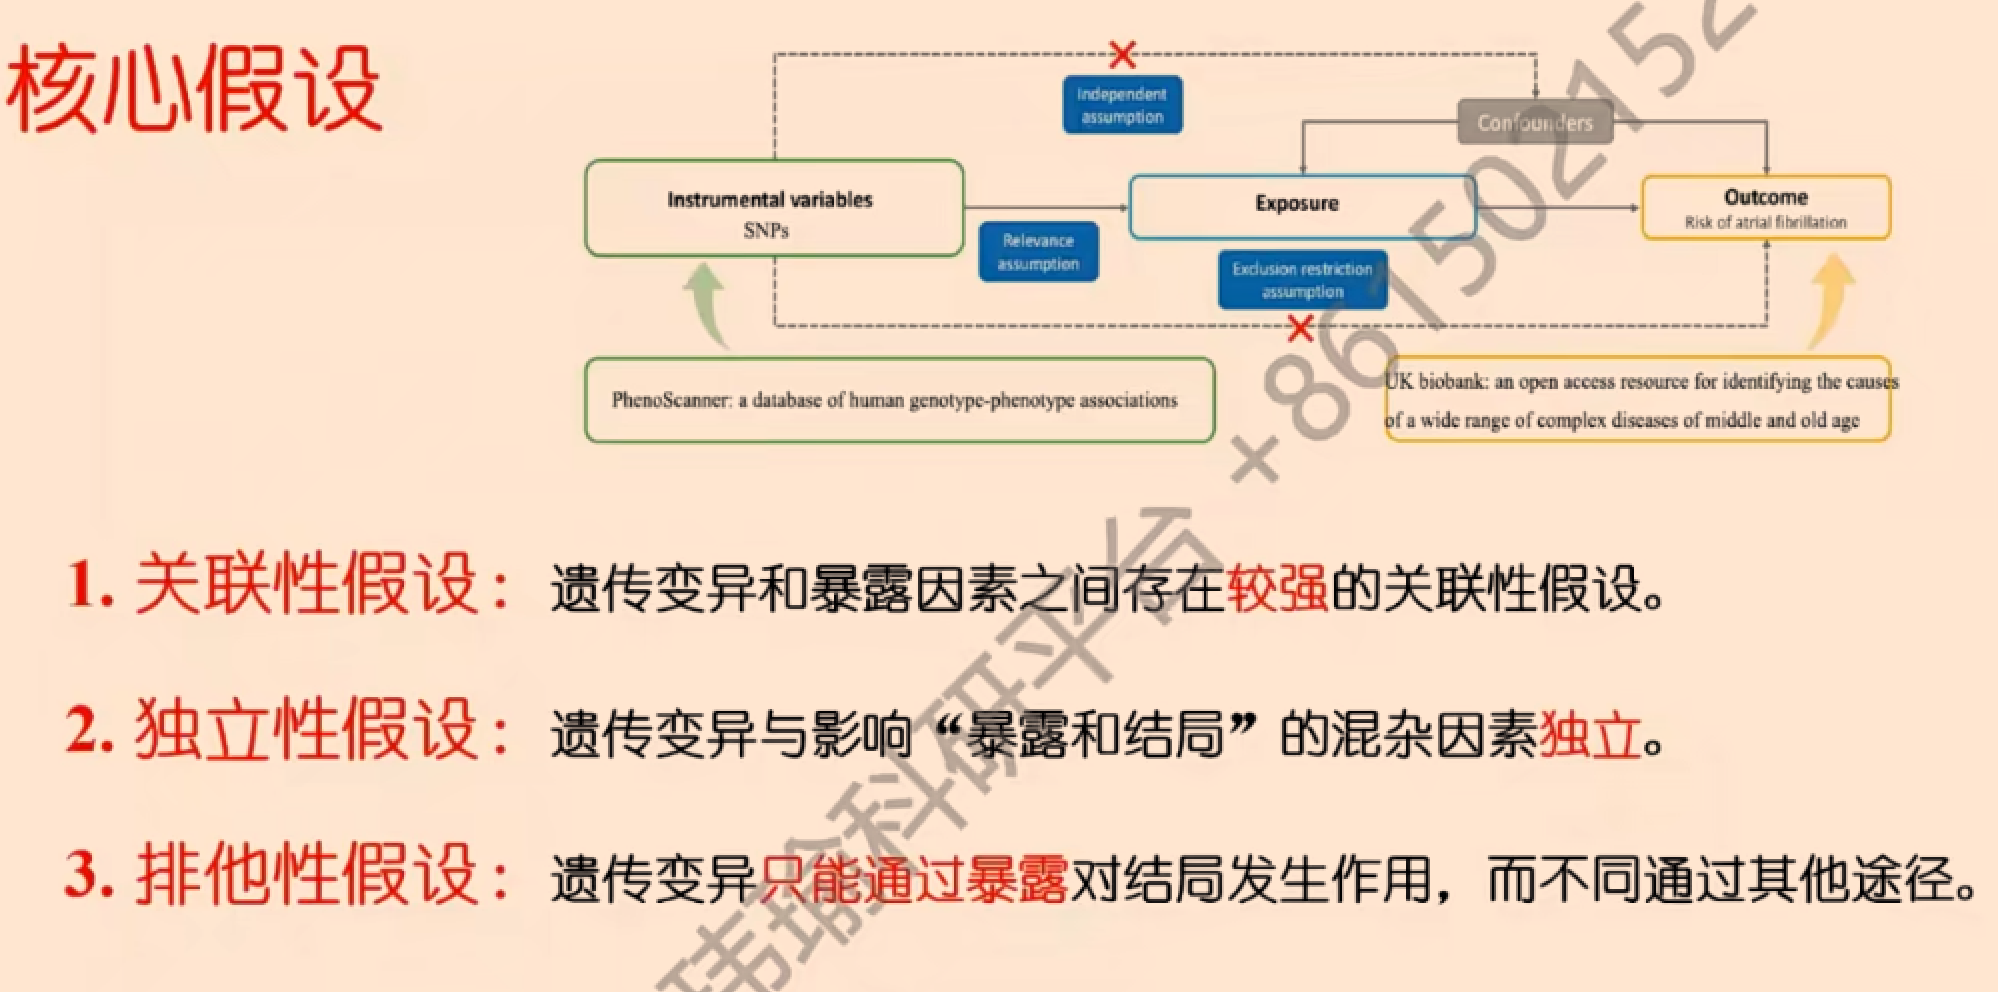 核心假设
Independent
assumption
Confounders
Instrumental variables
SNPs
Exposure
Outcome
Risk of atrial fibrillation
Relevance
assumption
Exclusion restriction
assumption
PhenoScanner: a database of human genotype-phenotype associations
UK biobank: an open access resource for identifying the causes
of a wide range of complex diseases of middle and old age
1. 关联性假设：遗传变异和暴露因素之间存在较强的关联性假设。
2. 独立性假设：遗传变异与影响“暴露和结局”的混杂因素独立。
3. 排他性假设：遗传变异只能通过暴露对结局发生作用，而不同通过其他途径。
玮瑜科研平台 +861502152